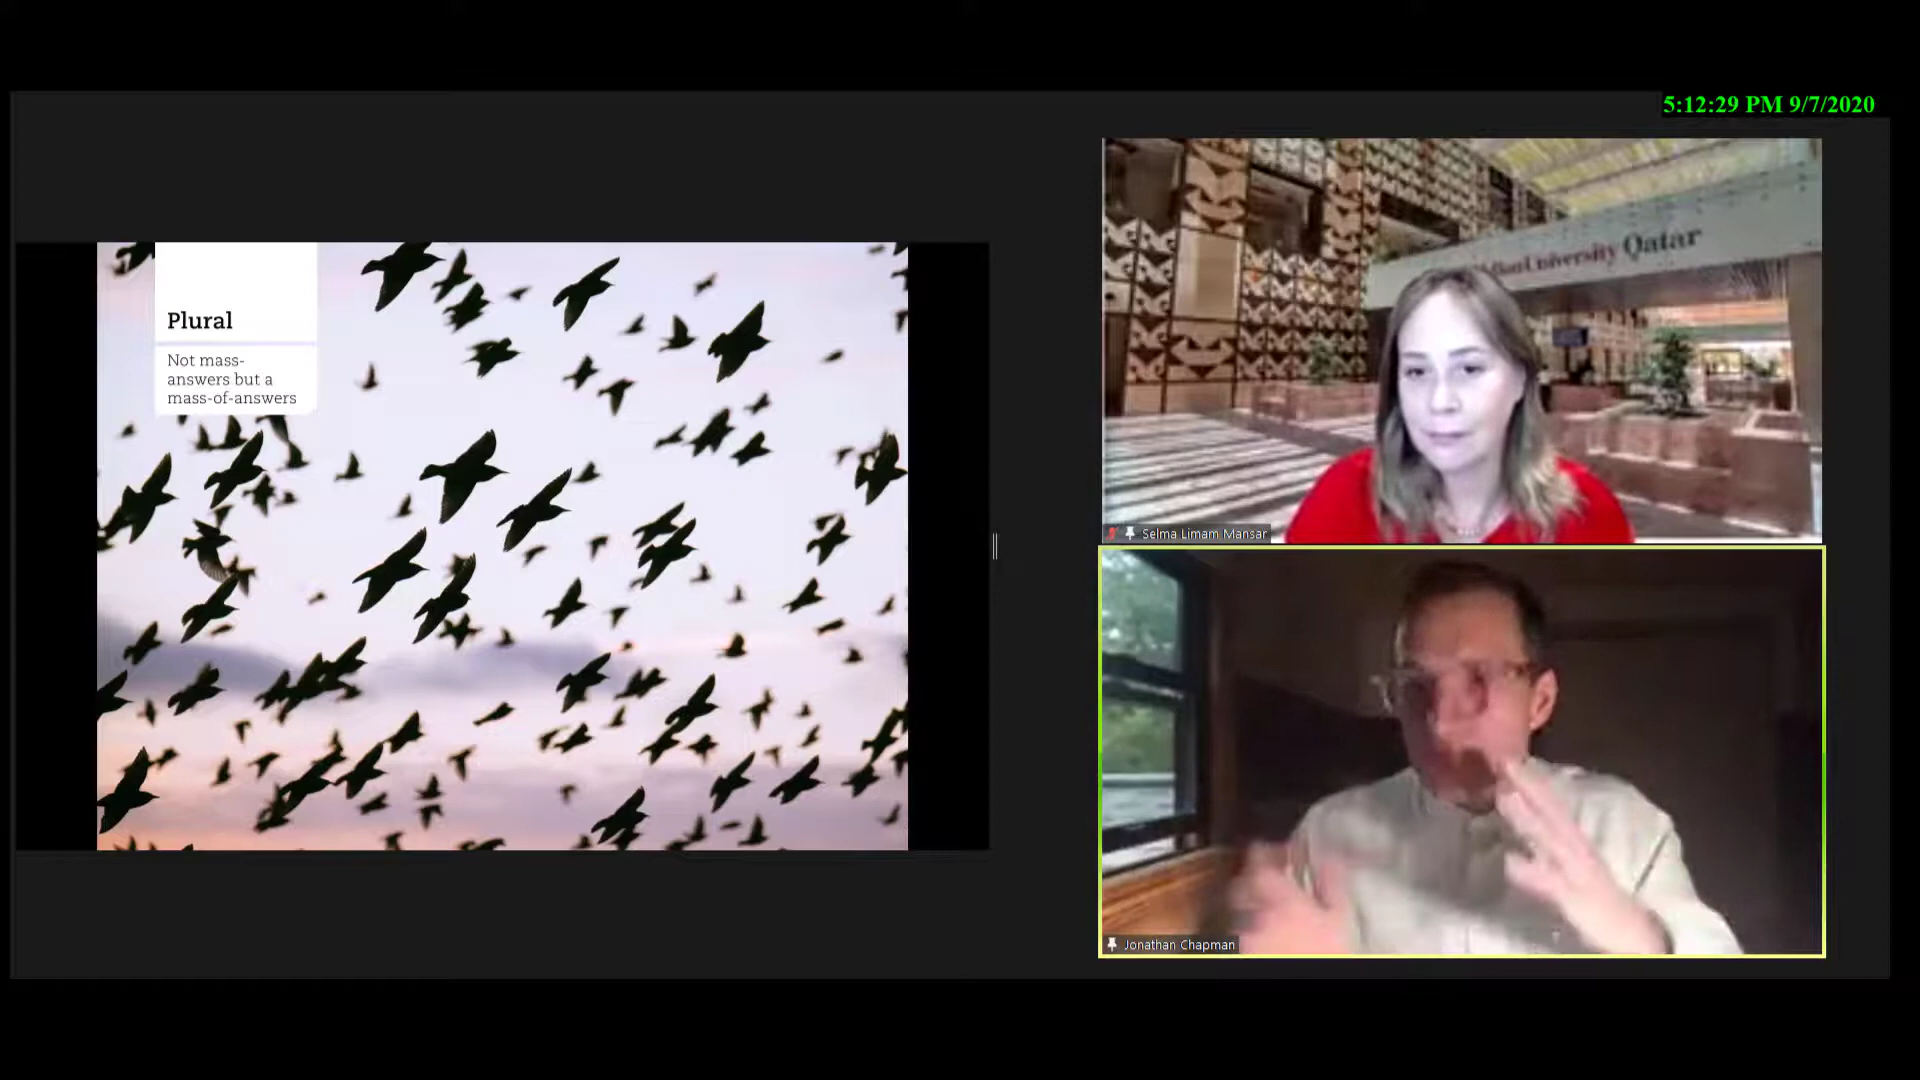 5:12:29 PM 9/7/2020
Plural
Not mass-
answers but a
mass-of-answers
University Qatar
Selma Limam Mansar
Jonathan Chapman